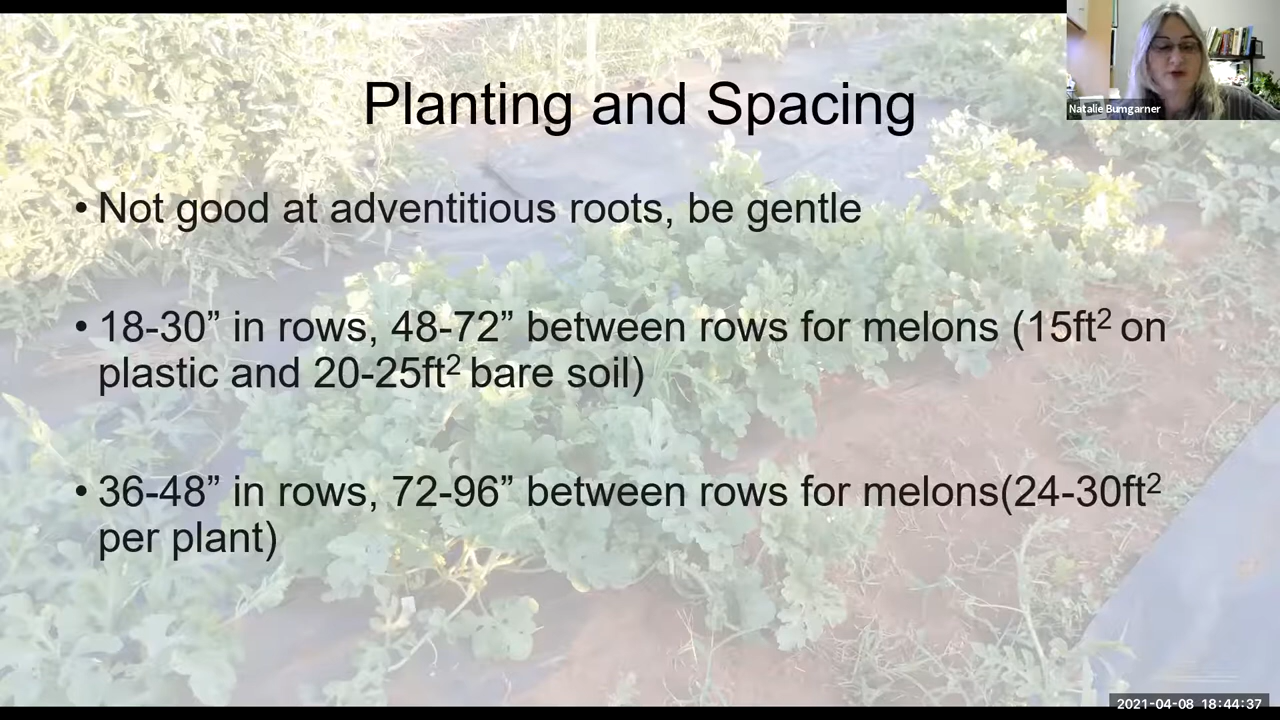 Planting and Spacing
Natalie Bumgarner
• Not good at adventitious roots, be gentle
• 18-30” in rows, 48-72” between rows for melons (15ft² on
plastic and 20-25ft² bare soil)
• 36-48” in rows, 72-96” between rows for melons(24-30ft²
per plant)
2021-04-08 18:44:37